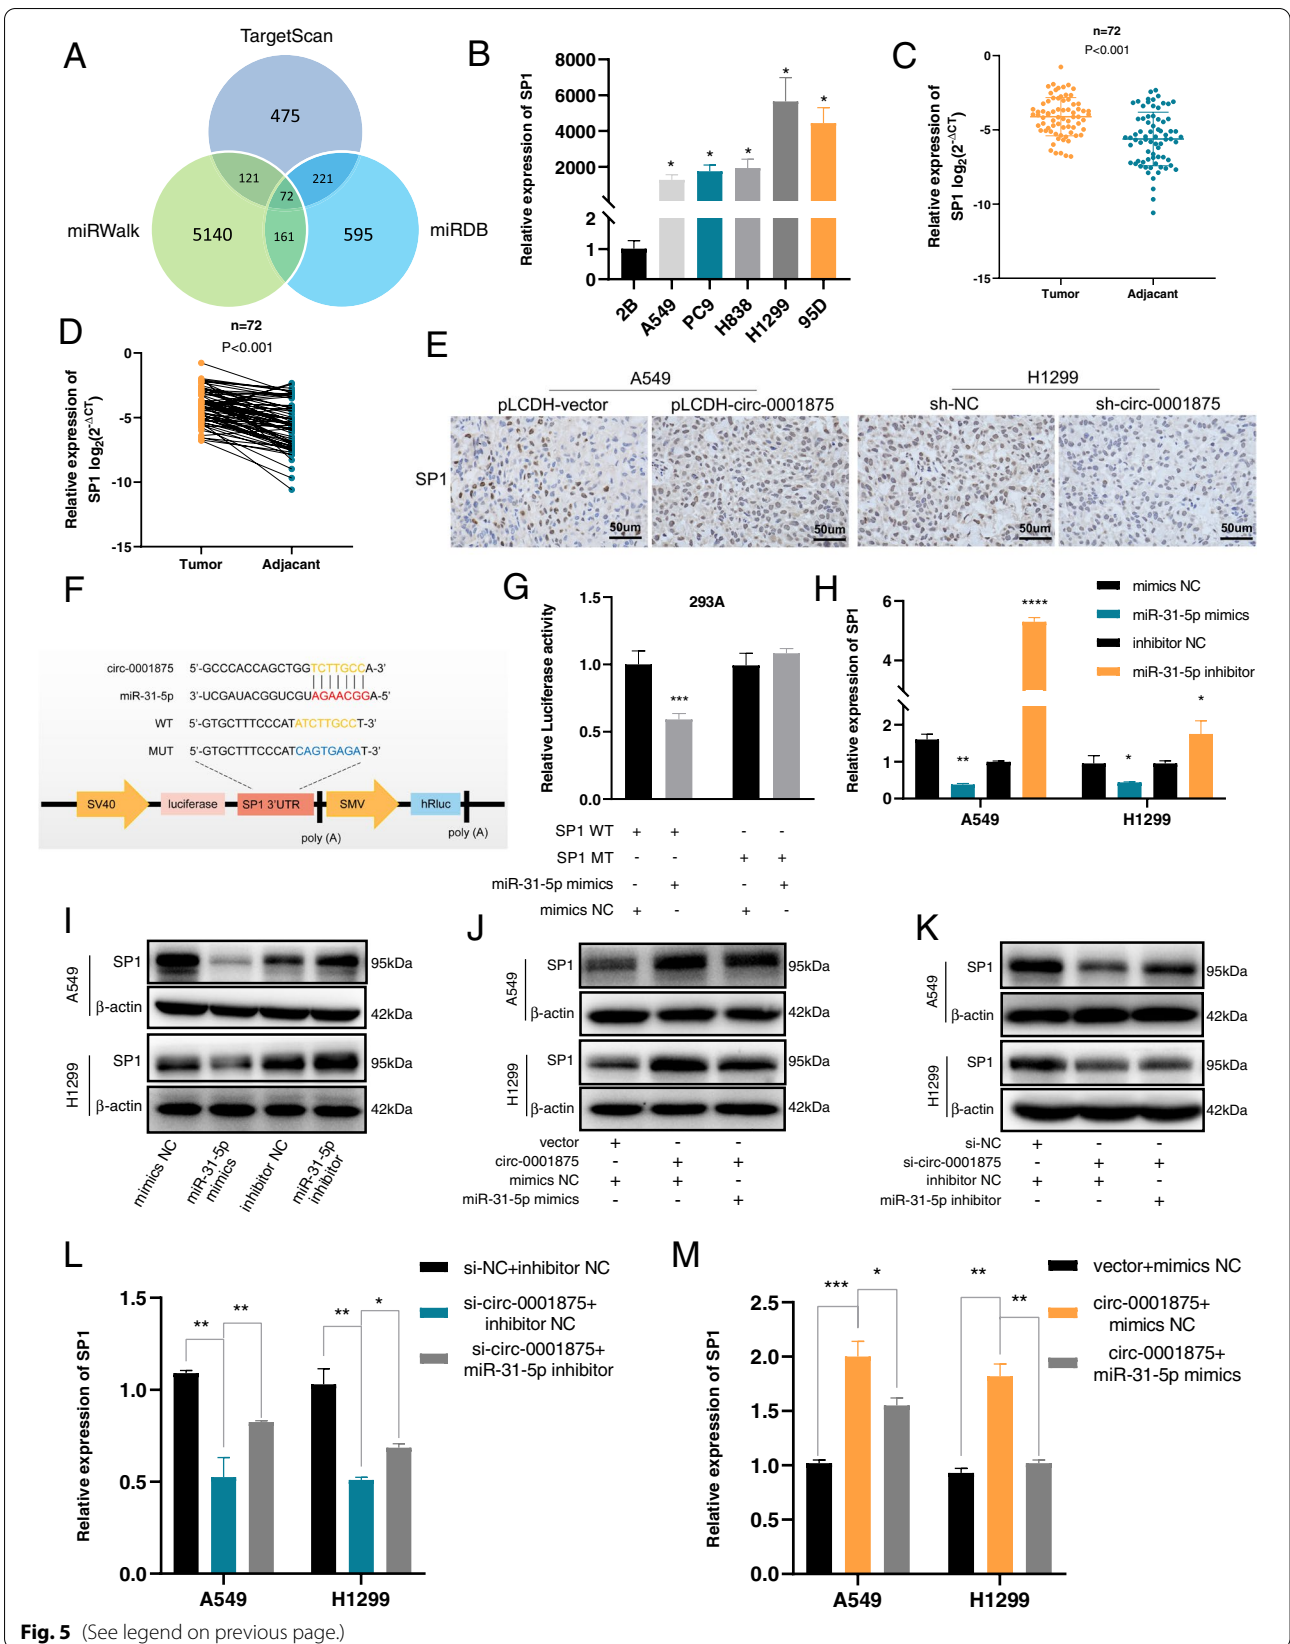 A
TargetScan
475
121
221
72
miRWalk
5140
161
595
miRDB
B
Relative expression of SP1
8000
6000
4000
2000
2
1
0
*
*
*
*
*
2B
A549
PC9
H838
H1299
95D
C
n=72
P<0.001
Relative expression of
SP1 log2(2-ΔCT)
0
-5
-10
-15
Tumor
Adjacant
D
n=72
P<0.001
Relative expression of
SP1 log2(2-ΔCT)
0
-5
-10
-15
Tumor
Adjacant
E
A549
H1299
pLCDH-vector
pLCDH-circ-0001875
sh-NC
sh-circ-0001875
SP1
50um
50um
50um
50um
F
circ-0001875 5'-GCCCACCAGCTGGTCTTGCCA-3'
miR-31-5p 3'-UCGAUACGGUCGUAGAACGGA-5'
WT 5'-GTGCTTTCCCATATCTTGCCT-3'
MUT 5'-GTGCTTTCCCATCAGTGAGAT-3'
SV40
luciferase
SP1 3'UTR
SMV
hRluc
poly (A)
poly (A)
G
293A
Relative Luciferase activity
1.5
1.0
0.5
0.0
***
SP1 WT + + - -
SP1 MT - - + +
miR-31-5p mimics - + - +
mimics NC + - + -
H
Relative expression of SP1
6
4
2
1
0
**
****
*
*
A549
H1299
mimics NC
miR-31-5p mimics
inhibitor NC
miR-31-5p inhibitor
I
A549
SP1
95kDa
β-actin
42kDa
H1299
SP1
95kDa
β-actin
42kDa
mimics NC
miR-31-5p
mimics
inhibitor NC
miR-31-5p
inhibitor
J
A549
SP1
95kDa
β-actin
42kDa
H1299
SP1
95kDa
β-actin
42kDa
vector + - -
circ-0001875 - + +
mimics NC + + -
miR-31-5p mimics - - +
K
A549
SP1
95kDa
β-actin
42kDa
H1299
SP1
95kDa
β-actin
42kDa
si-NC + - -
si-circ-0001875 - + +
inhibitor NC + + -
miR-31-5p inhibitor - - +
L
Relative expression of SP1
1.5
1.0
0.5
0.0
**
**
**
*
A549
H1299
si-NC+inhibitor NC
si-circ-0001875+
inhibitor NC
si-circ-0001875+
miR-31-5p inhibitor
M
Relative expression of SP1
2.5
2.0
1.5
1.0
0.5
0.0
***
*
**
**
A549
H1299
vector+mimics NC
circ-0001875+
mimics NC
circ-0001875+
miR-31-5p mimics
Fig. 5 (See legend on previous page.)